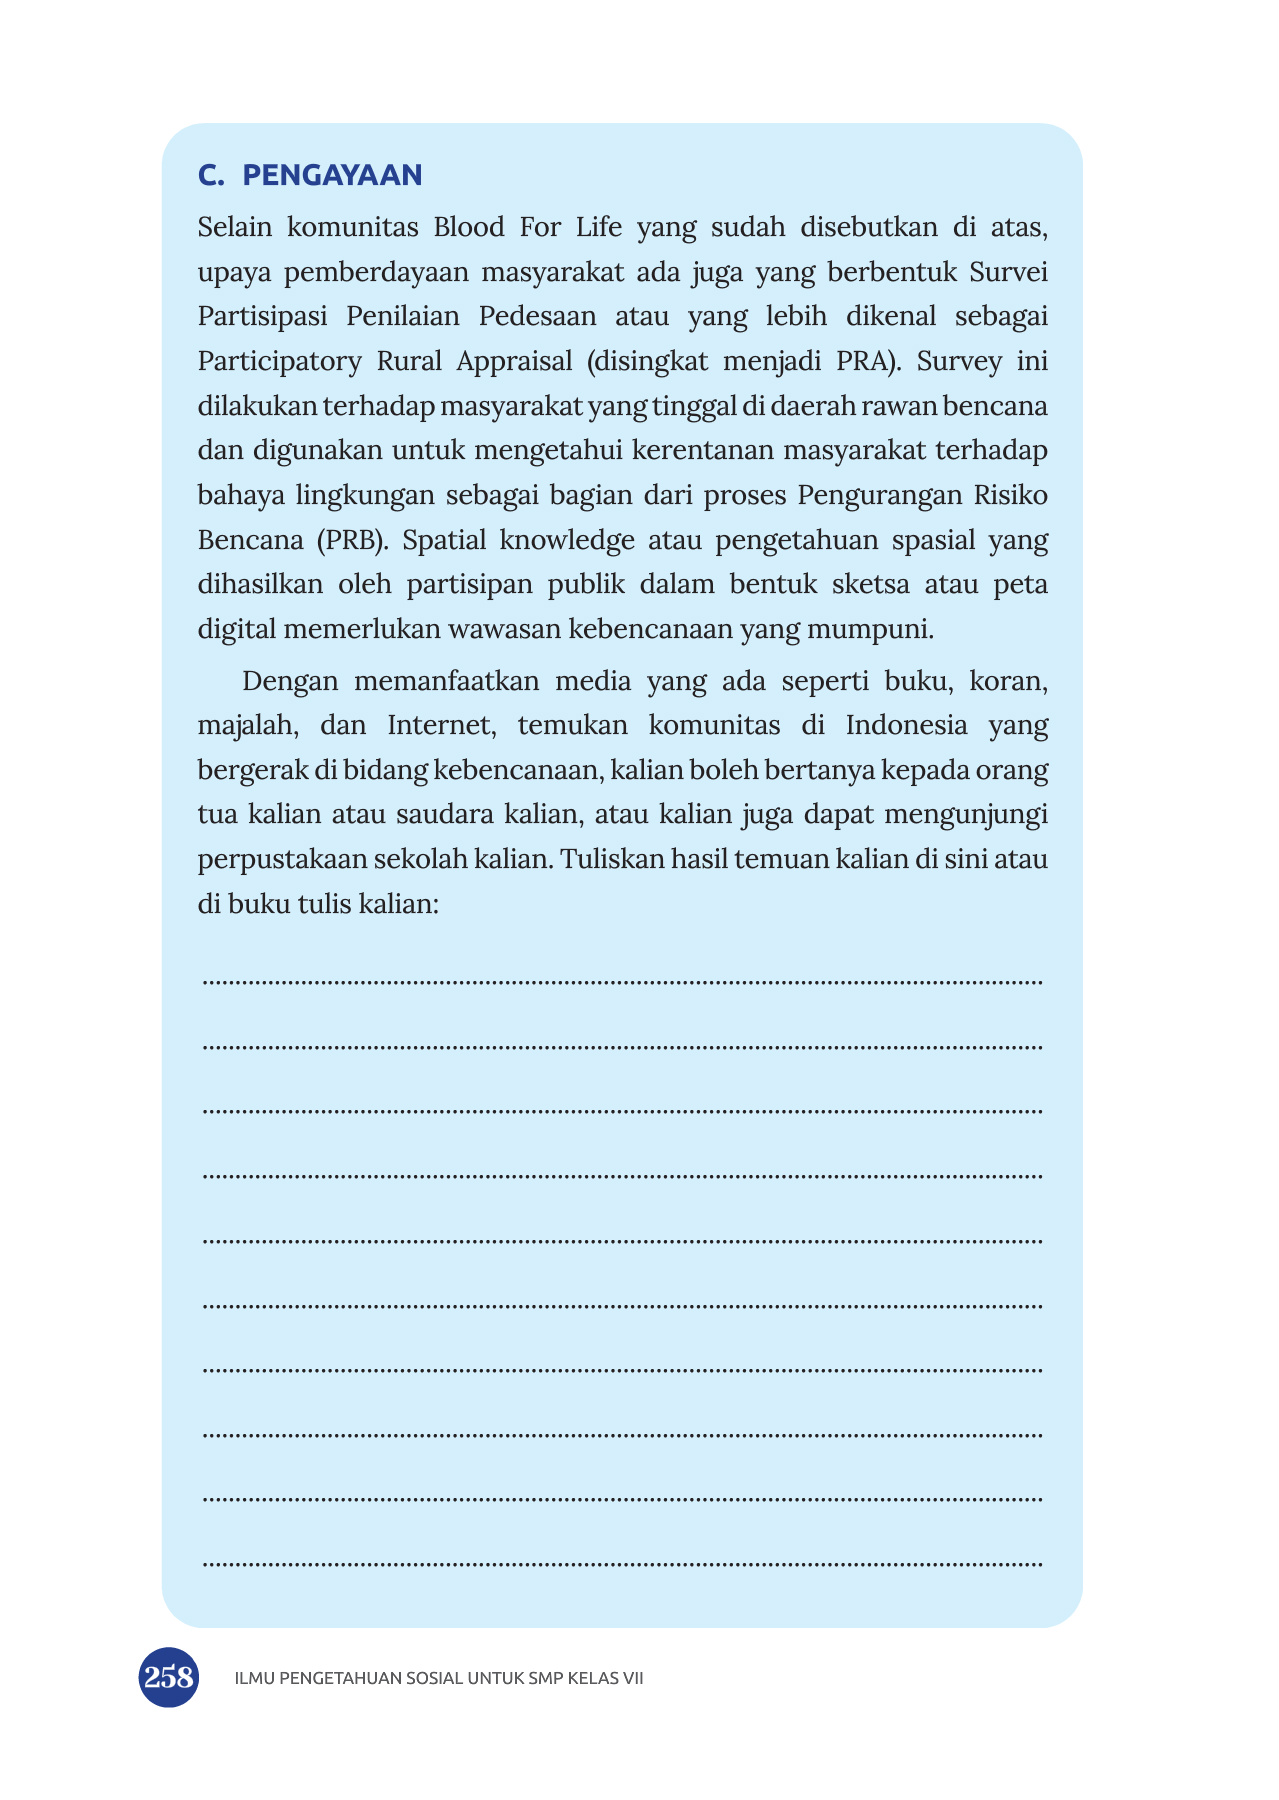 C. PENGAYAAN
Selain komunitas Blood For Life yang sudah disebutkan di atas,
upaya pemberdayaan masyarakat ada juga yang berbentuk Survei
Partisipasi Penilaian Pedesaan atau yang lebih dikenal sebagai
Participatory Rural Appraisal (disingkat menjadi PRA). Survey ini
dilakukan terhadap masyarakat yang tinggal di daerah rawan bencana
dan digunakan untuk mengetahui kerentanan masyarakat terhadap
bahaya lingkungan sebagai bagian dari proses Pengurangan Risiko
Bencana (PRB). Spatial knowledge atau pengetahuan spasial yang
dihasilkan oleh partisipan publik dalam bentuk sketsa atau peta
digital memerlukan wawasan kebencanaan yang mumpuni.
Dengan memanfaatkan media yang ada seperti buku, koran,
majalah, dan Internet, temukan komunitas di Indonesia yang
bergerak di bidang kebencanaan, kalian boleh bertanya kepada orang
tua kalian atau saudara kalian, atau kalian juga dapat mengunjungi
perpustakaan sekolah kalian. Tuliskan hasil temuan kalian di sini atau
di buku tulis kalian:
258
ILMU PENGETAHUAN SOSIAL UNTUK SMP KELAS VII